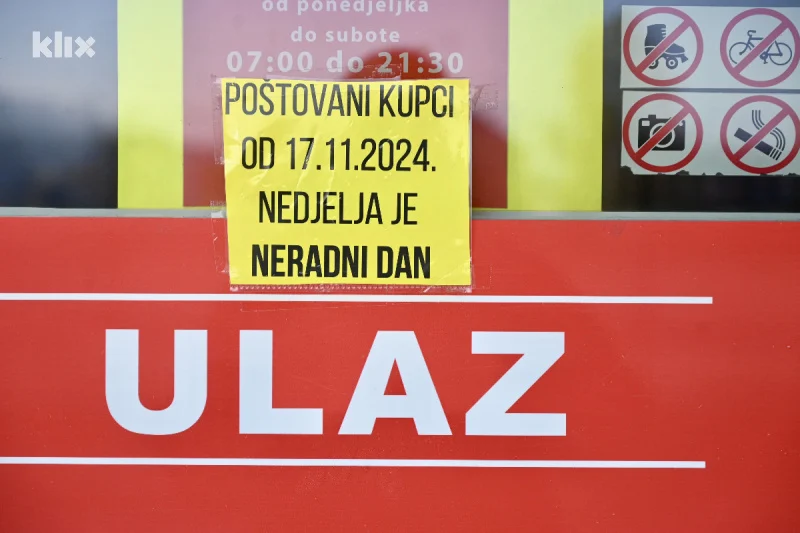 klix
od ponedjeljka
do subote
07:00 do 21:30
POŠTOVANI KUPCI
OD 17.11.2024.
NEDJELJA JE
NERADNI DAN
ULAZ